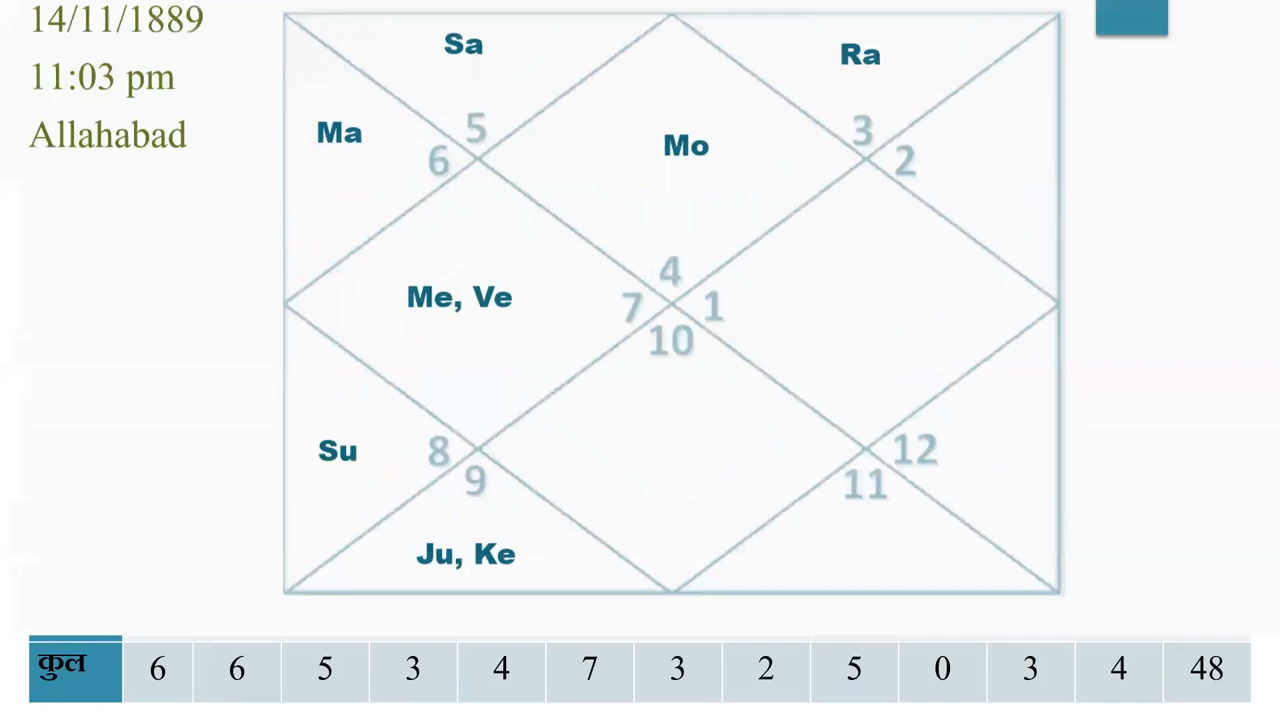 14/11/1889
11:03 pm
Allahabad
Sa
Ra
Ma
5
3
6
Mo
2
4
Me, Ve
7
1
10
Su
8
12
9
11
Ju, Ke
कुल 6 6 5 3 4 7 3 2 5 0 3 4 48